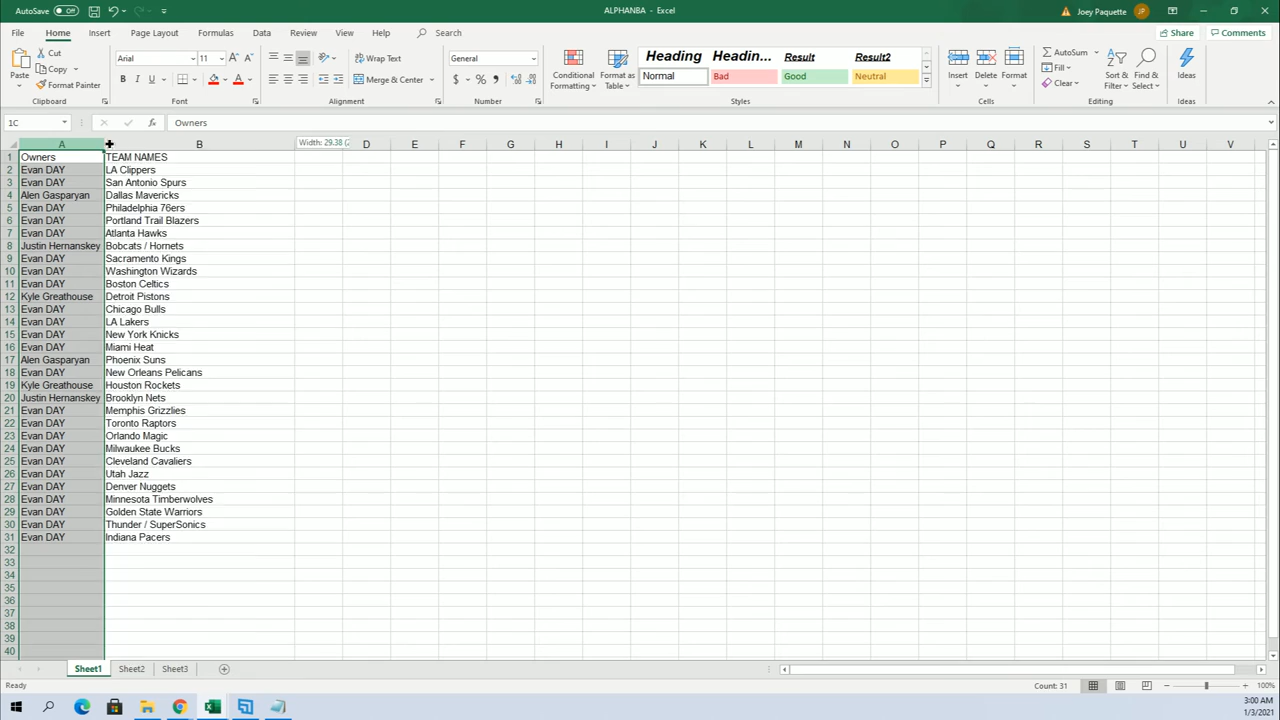 AutoSave Off
ALPHANBA - Excel
Joey Paquette JP
File Home Insert Page Layout Formulas Data Review View Help Search Share Comments
Paste
Cut
Copy
Format Painter
Clipboard
Arial 11
B I U A
Font
Wrap Text
Merge & Center
Alignment
General
$ % ,
Number
Conditional Formatting
Format as Table
Heading Headin... Result Result2
Normal Bad Good Neutral
Styles
Insert Delete Format
Cells
AutoSum
Fill
Clear
Sort & Filter
Find & Select
Editing
Ideas
Ideas
1C fx Owners
Width: 29.38
A B D E F G H I J K L M N O P Q R S T U V
1 Owners TEAM NAMES
2 Evan DAY LA Clippers
3 Evan DAY San Antonio Spurs
4 Alen Gasparyan Dallas Mavericks
5 Evan DAY Philadelphia 76ers
6 Evan DAY Portland Trail Blazers
7 Evan DAY Atlanta Hawks
8 Justin Hernanskey Bobcats / Hornets
9 Evan DAY Sacramento Kings
10 Evan DAY Washington Wizards
11 Evan DAY Boston Celtics
12 Kyle Greathouse Detroit Pistons
13 Evan DAY Chicago Bulls
14 Evan DAY LA Lakers
15 Evan DAY New York Knicks
16 Evan DAY Miami Heat
17 Alen Gasparyan Phoenix Suns
18 Evan DAY New Orleans Pelicans
19 Kyle Greathouse Houston Rockets
20 Justin Hernanskey Brooklyn Nets
21 Evan DAY Memphis Grizzlies
22 Evan DAY Toronto Raptors
23 Evan DAY Orlando Magic
24 Evan DAY Milwaukee Bucks
25 Evan DAY Cleveland Cavaliers
26 Evan DAY Utah Jazz
27 Evan DAY Denver Nuggets
28 Evan DAY Minnesota Timberwolves
29 Evan DAY Golden State Warriors
30 Evan DAY Thunder / SuperSonics
31 Evan DAY Indiana Pacers
32
33
34
35
36
37
38
39
40
Sheet1 Sheet2 Sheet3
Ready Count: 31 100%
3:00 AM
1/3/2021